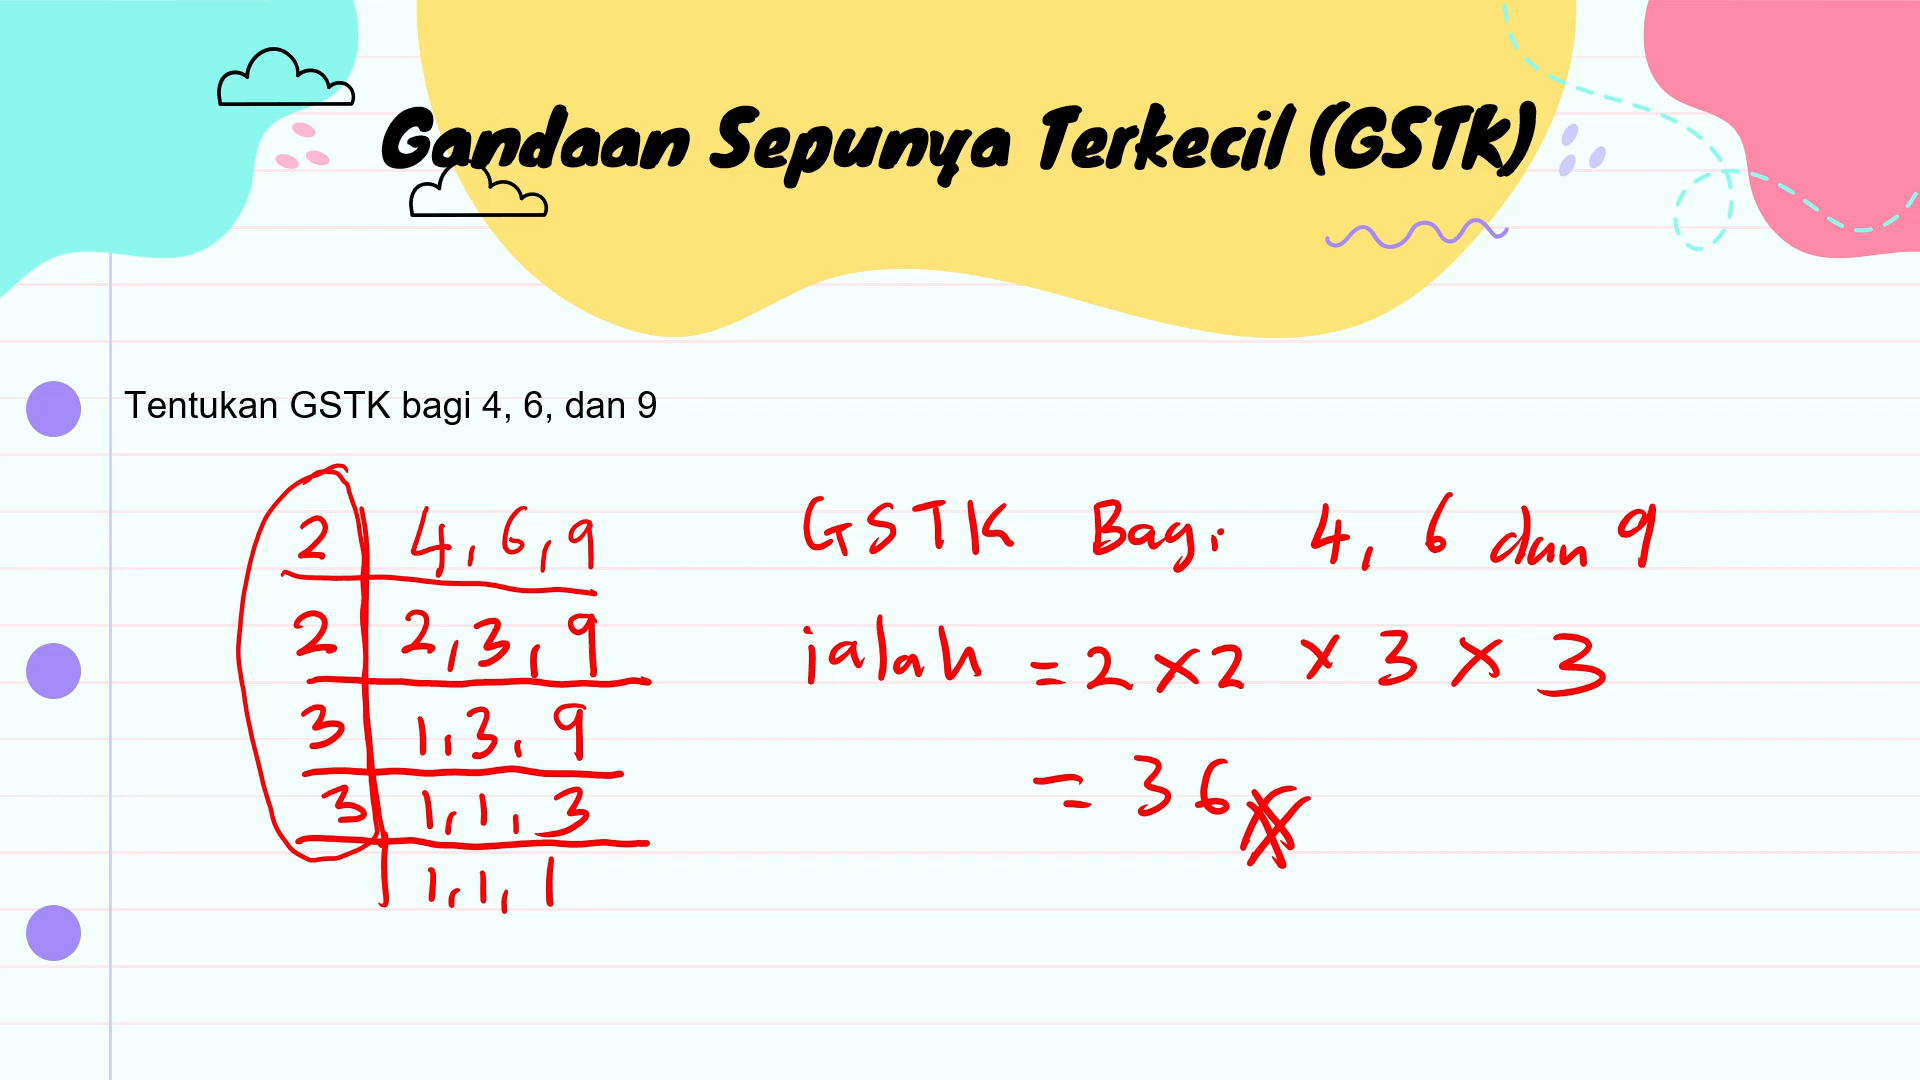 Gandaan Sepunya Terkecil (GSTK)
Tentukan GSTK bagi 4, 6, dan 9
2 | 4, 6, 9
2 | 2, 3, 9
3 | 1, 3, 9
3 | 1, 1, 3
| 1, 1, 1
GSTK Bagi 4, 6 dan 9
ialah = 2 × 2 × 3 × 3
= 36